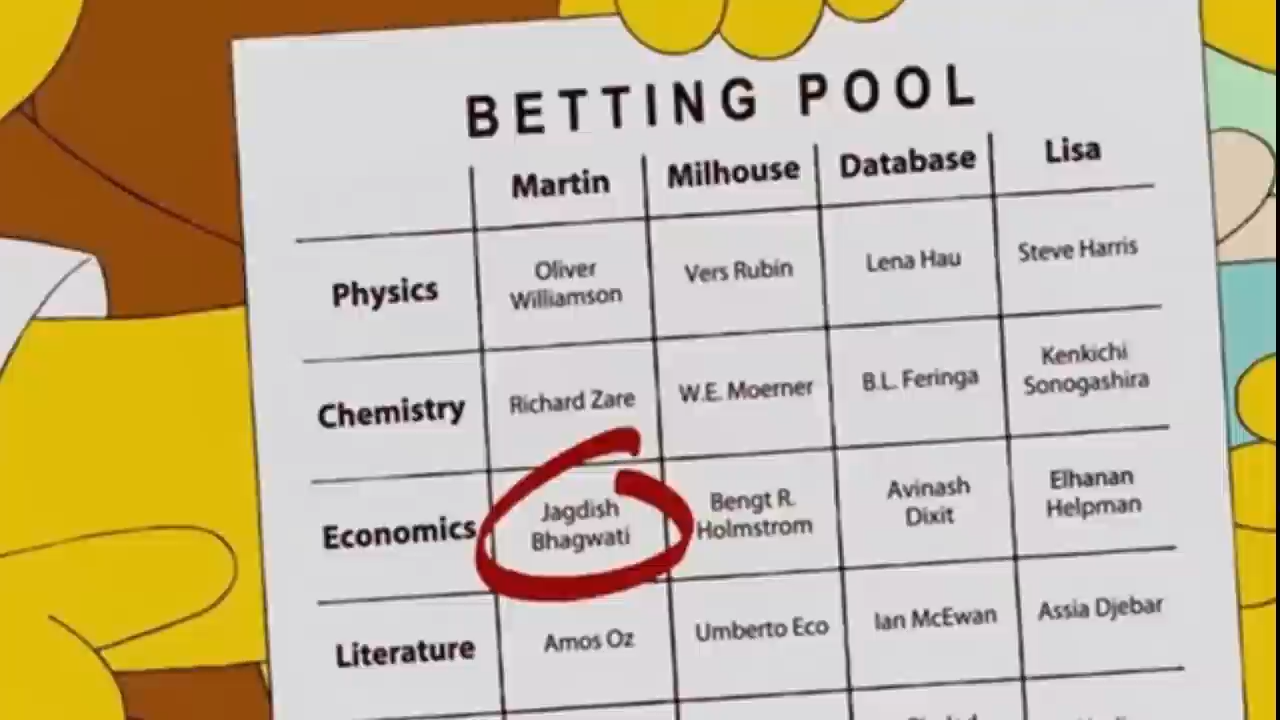 BETTING POOL
Martin Milhouse Database Lisa
Physics Oliver Williamson Vers Rubin Lena Hau Steve Harris
Chemistry Richard Zare W.E. Moerner B.L. Feringa Kenkichi Sonogashira
Economics Jagdish Bhagwati Bengt R. Holmstrom Avinash Dixit Elhanan Helpman
Literature Amos Oz Umberto Eco Ian McEwan Assia Djebar